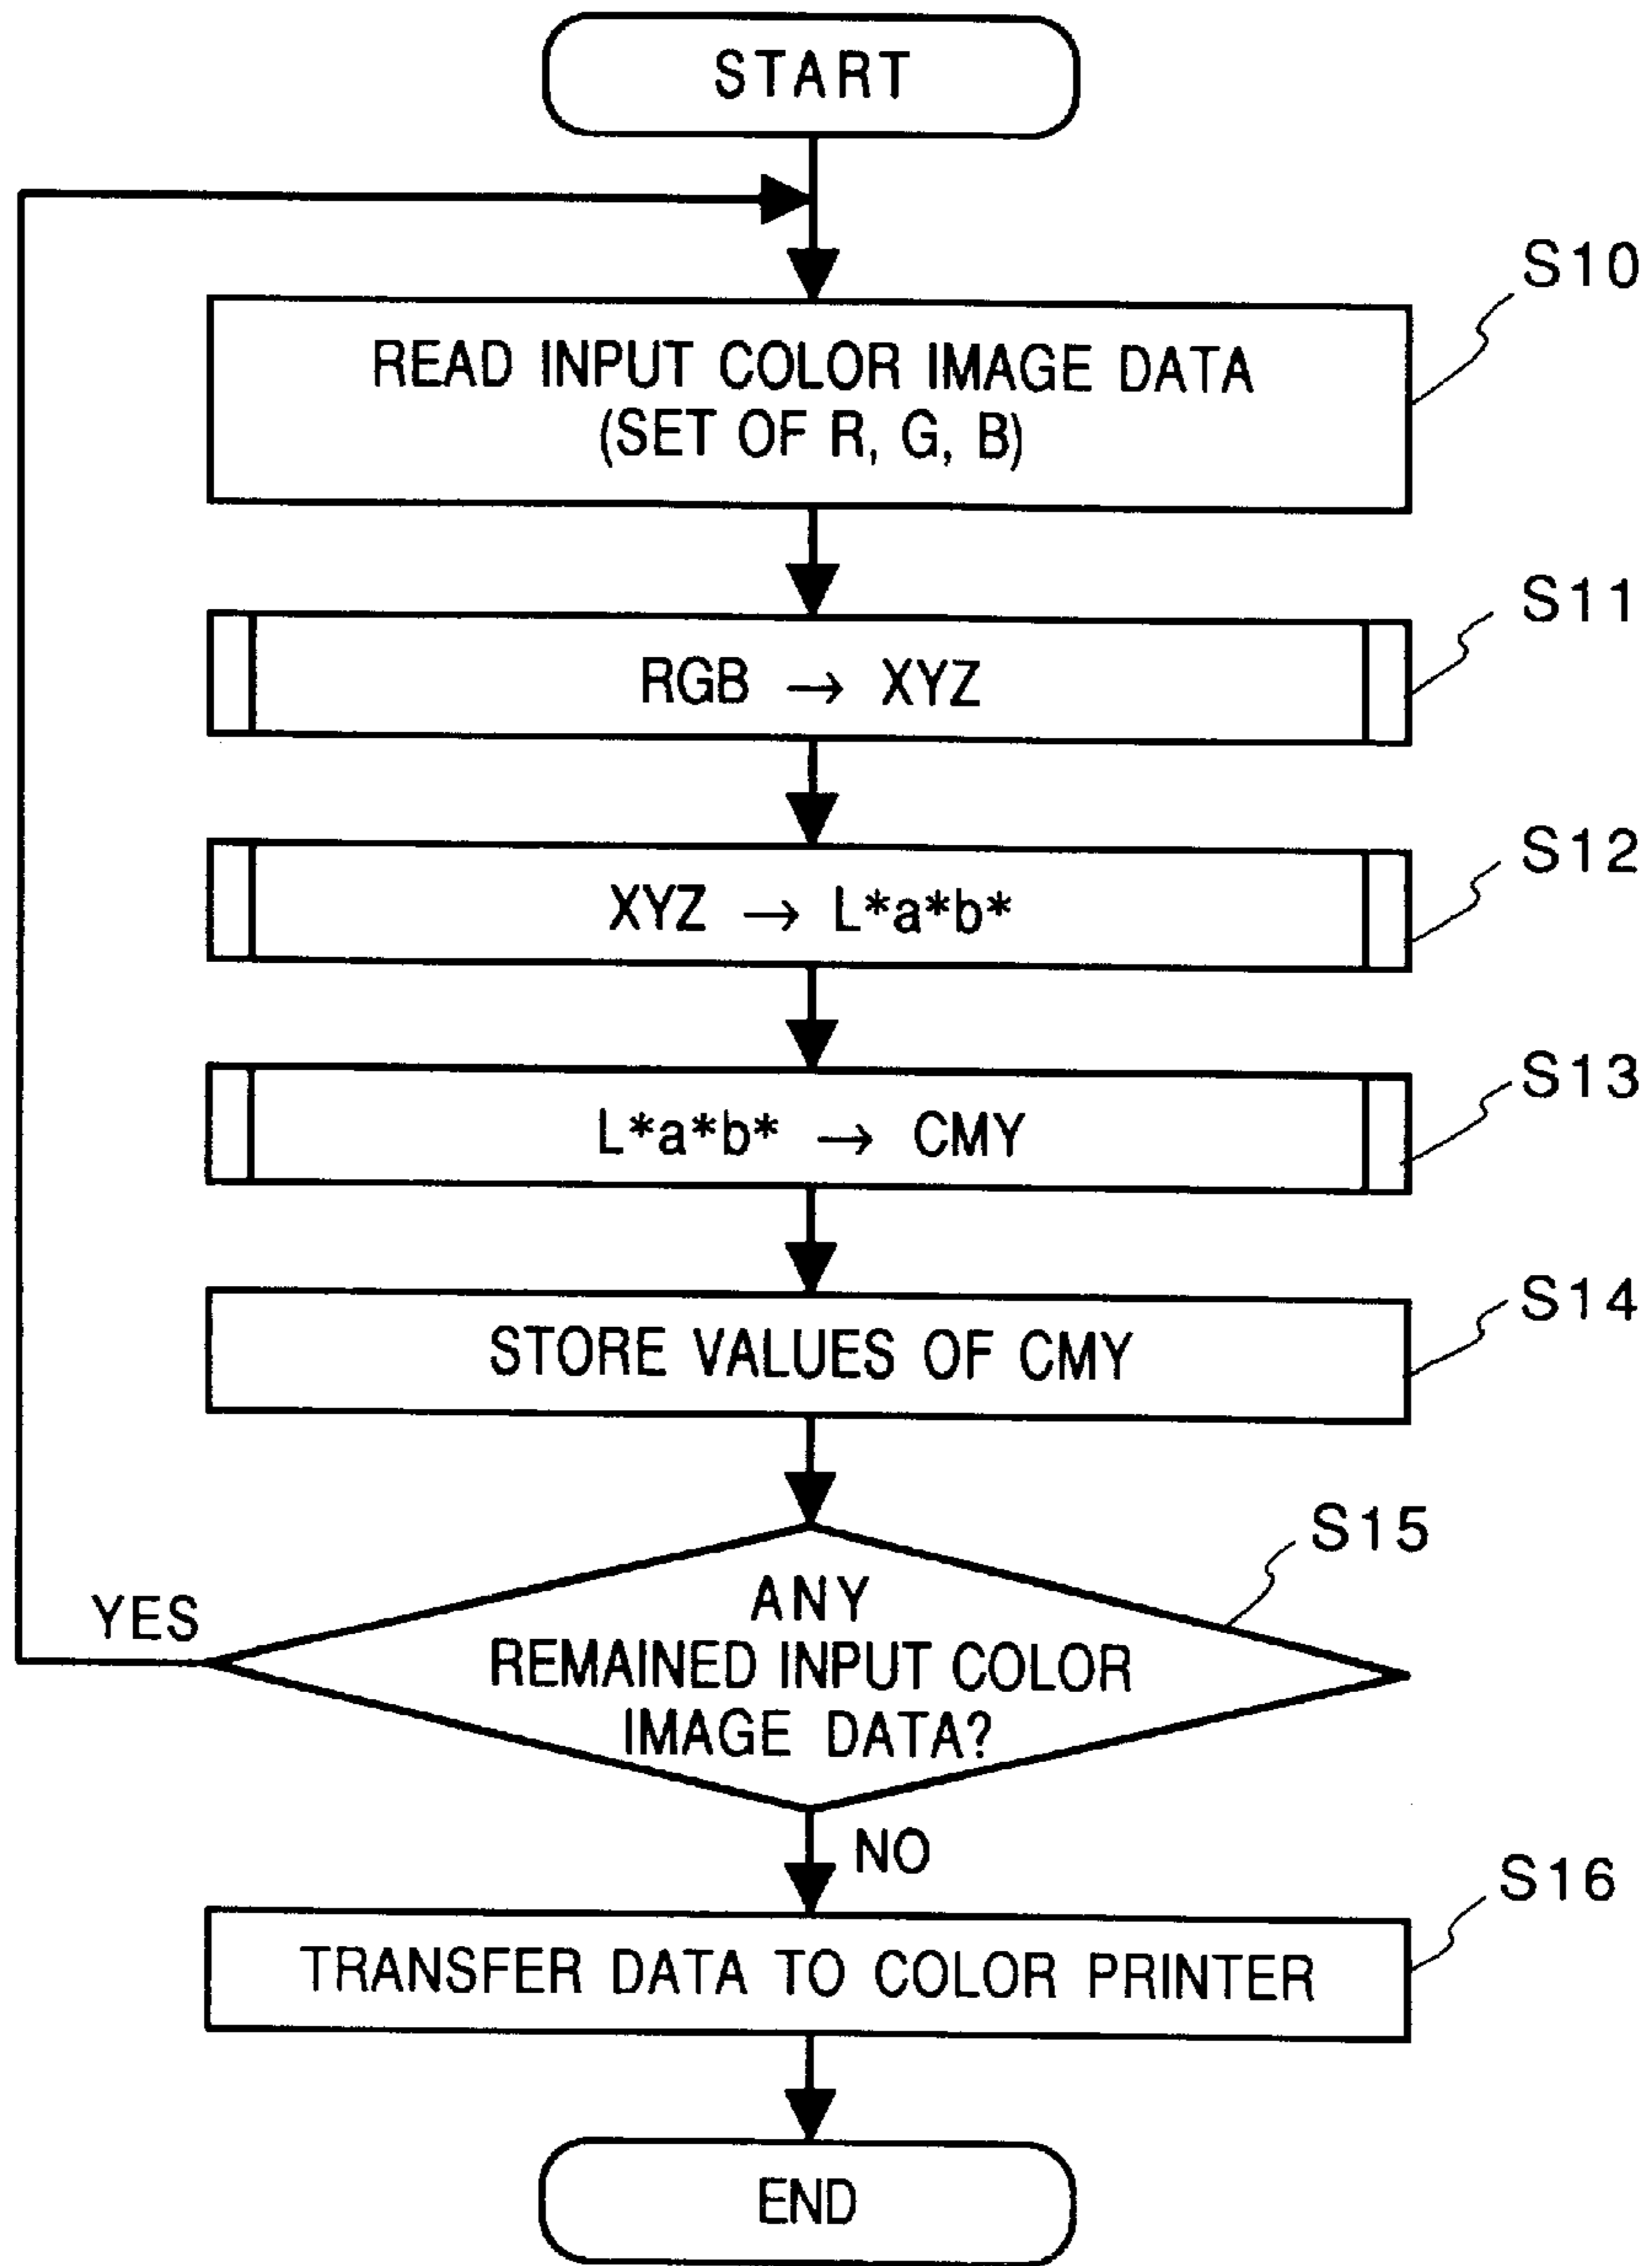 START
S10
READ INPUT COLOR IMAGE DATA
(SET OF R, G, B)
S11
RGB → XYZ
S12
XYZ → L*a*b*
S13
L*a*b* → CMY
S14
STORE VALUES OF CMY
S15
YES
ANY
REMAINED INPUT COLOR
IMAGE DATA?
NO
S16
TRANSFER DATA TO COLOR PRINTER
END